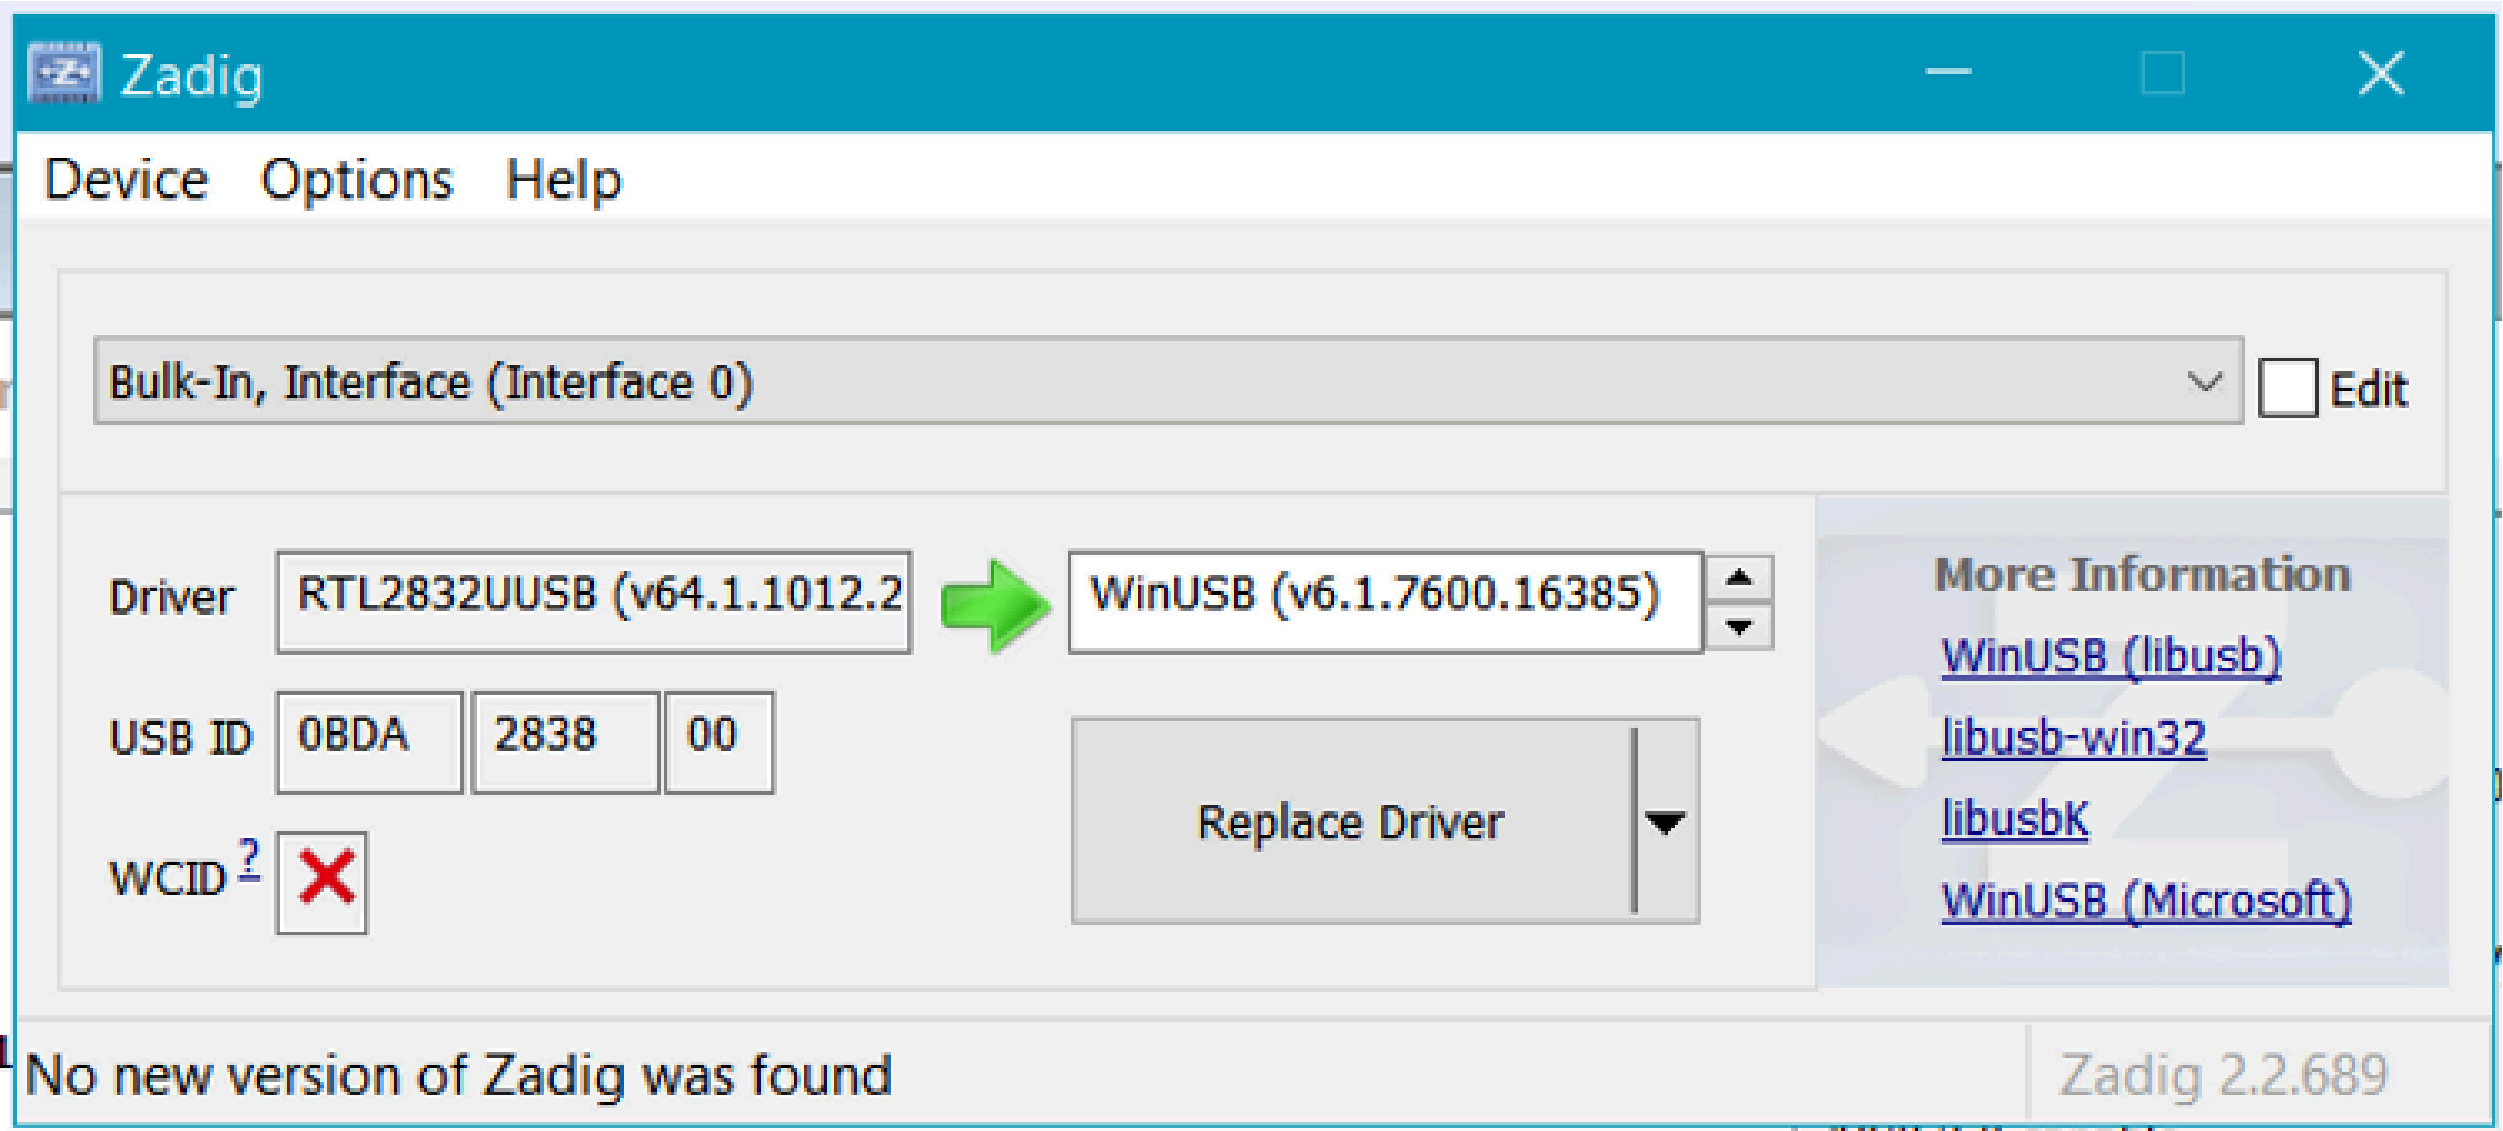 Zadig
Device Options Help
Bulk-In, Interface (Interface 0)
Edit
Driver RTL2832UUSB (v64.1.1012.2 WinUSB (v6.1.7600.16385)
USB ID 0BDA 2838 00
WCID ?
Replace Driver
More Information
WinUSB (libusb)
libusb-win32
libusbK
WinUSB (Microsoft)
No new version of Zadig was found
Zadig 2.2.689